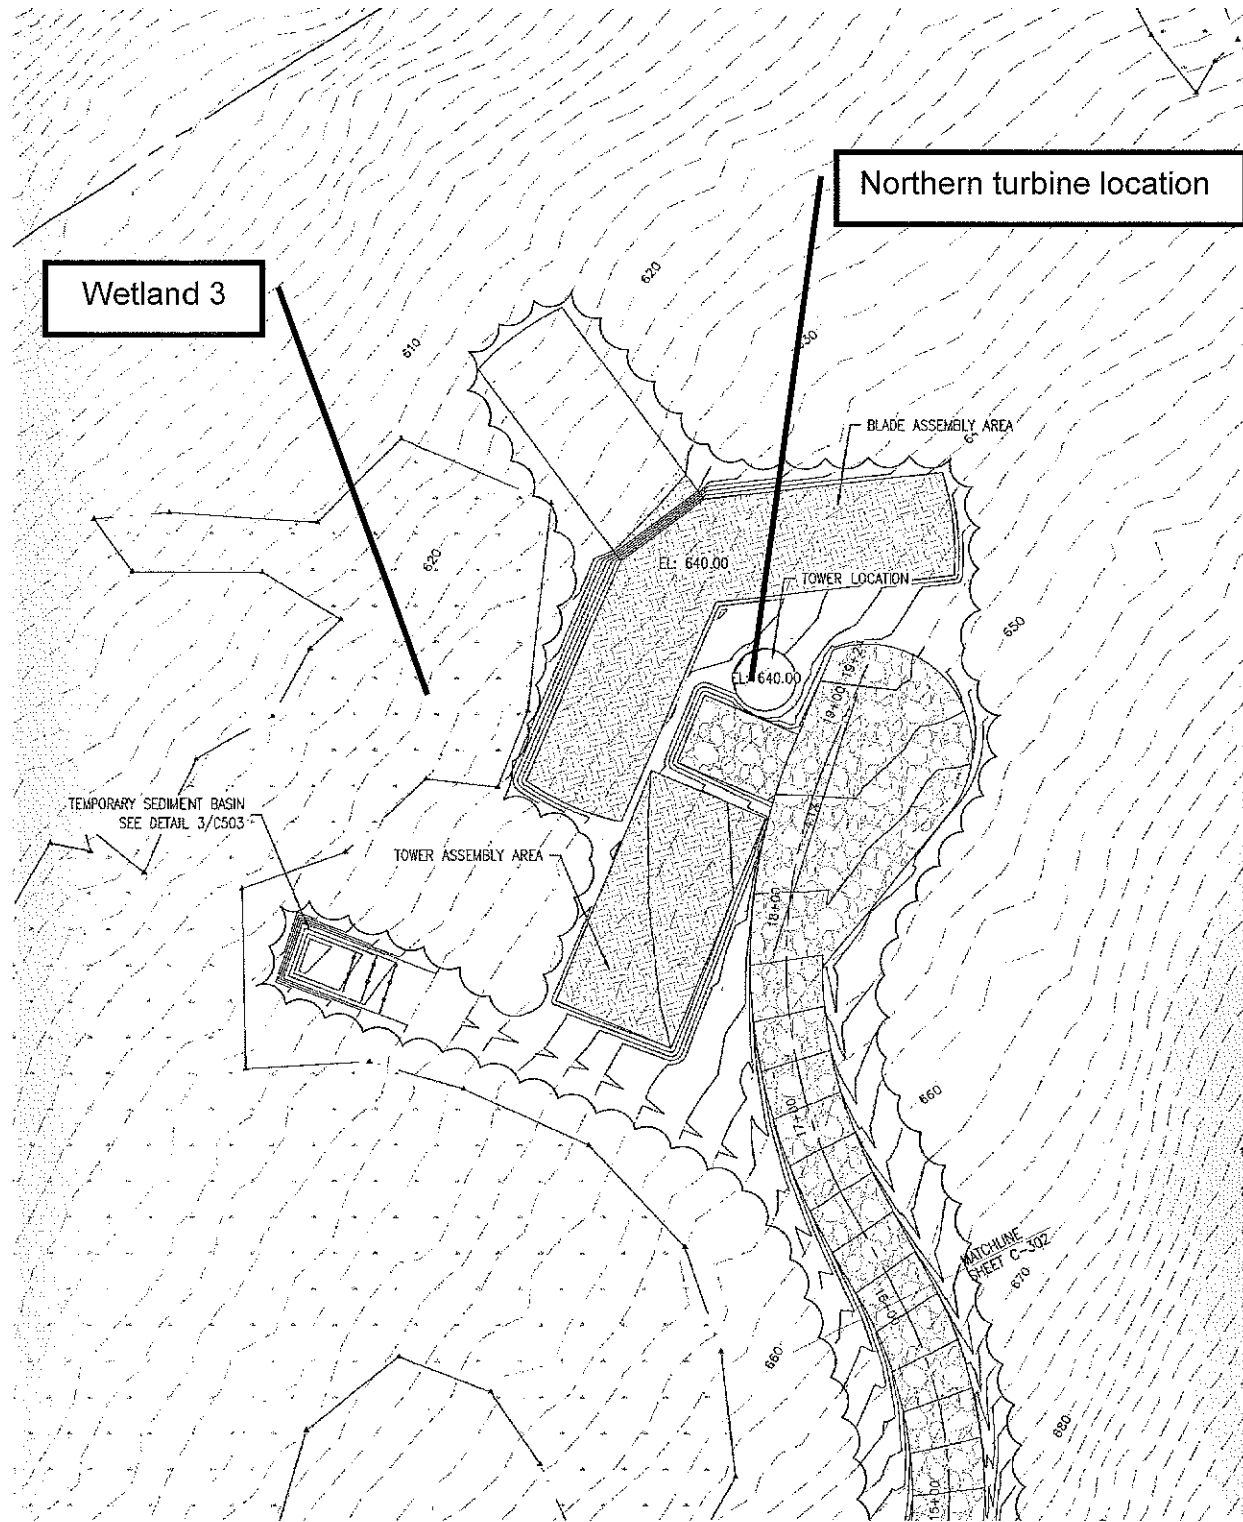 Northern turbine location
Wetland 3
620
610
BLADE ASSEMBLY AREA
620
EL: 640.00
TOWER LOCATION
650
EL: 640.00
19+00
TEMPORARY SEDIMENT BASIN
SEE DETAIL 3/C503
TOWER ASSEMBLY AREA
18+00
660
17+00
MATCHLINE
SHEET C-302
670
16+00
660
680
15+00